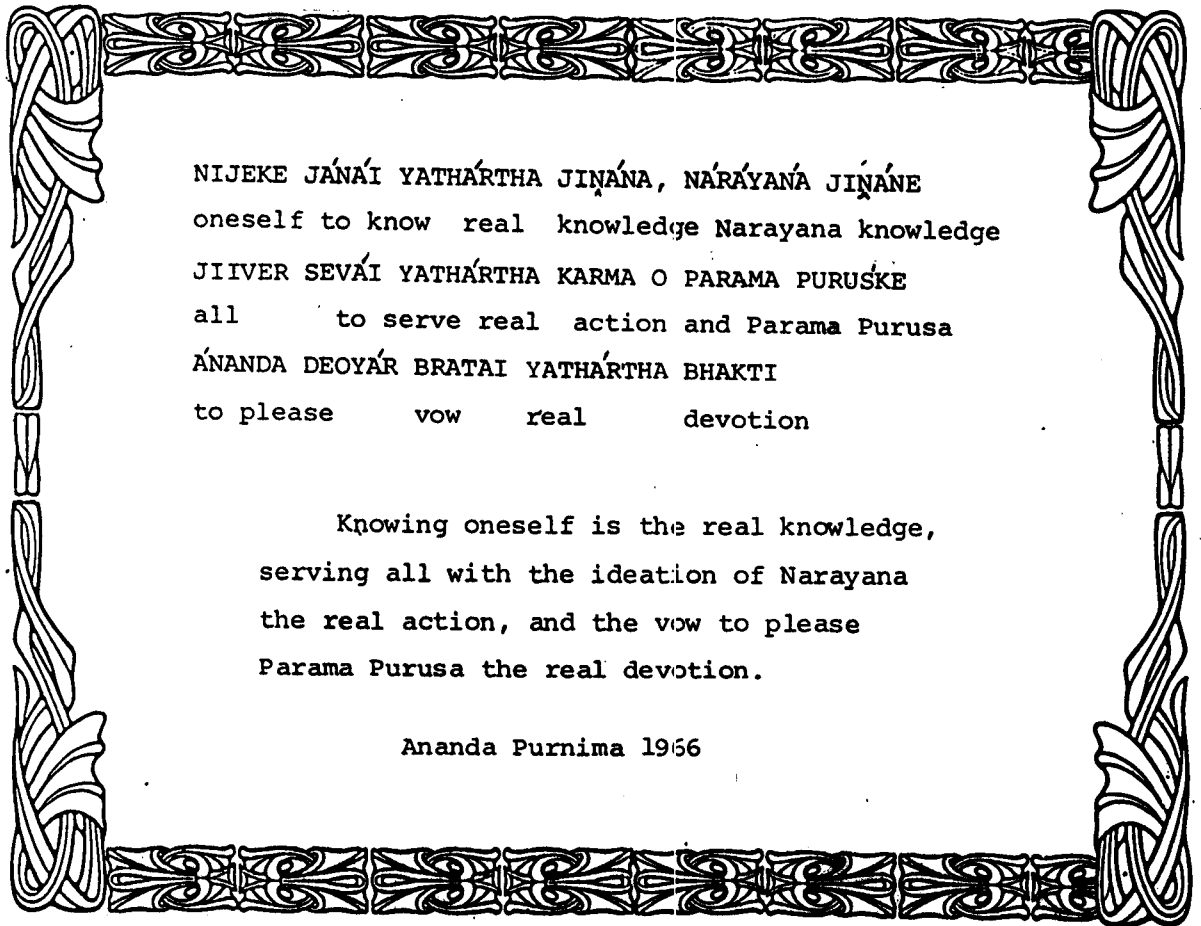 NIJEKE JÁNÁI YATHÁRTHA JIṊÁNA, NÁRÁYAŃA JIṊÁNE
oneself to know real knowledge Narayana knowledge
JIIVER SEVÁI YATHÁRTHA KARMA O PARAMA PURUŚKE
all to serve real action and Parama Purusa
ÁNANDA DEOYÁR BRATAI YATHÁRTHA BHAKTI
to please vow real devotion
Knowing oneself is the real knowledge,
serving all with the ideation of Narayana
the real action, and the vow to please
Parama Purusa the real devotion.
Ananda Purnima 1966